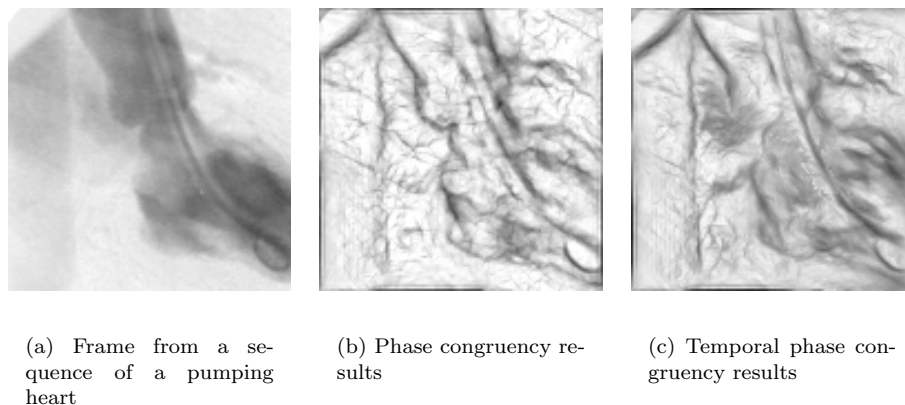 (a) Frame from a se-
quence of a pumping
heart
(b) Phase congruency re-
sults
(c) Temporal phase con-
gruency results